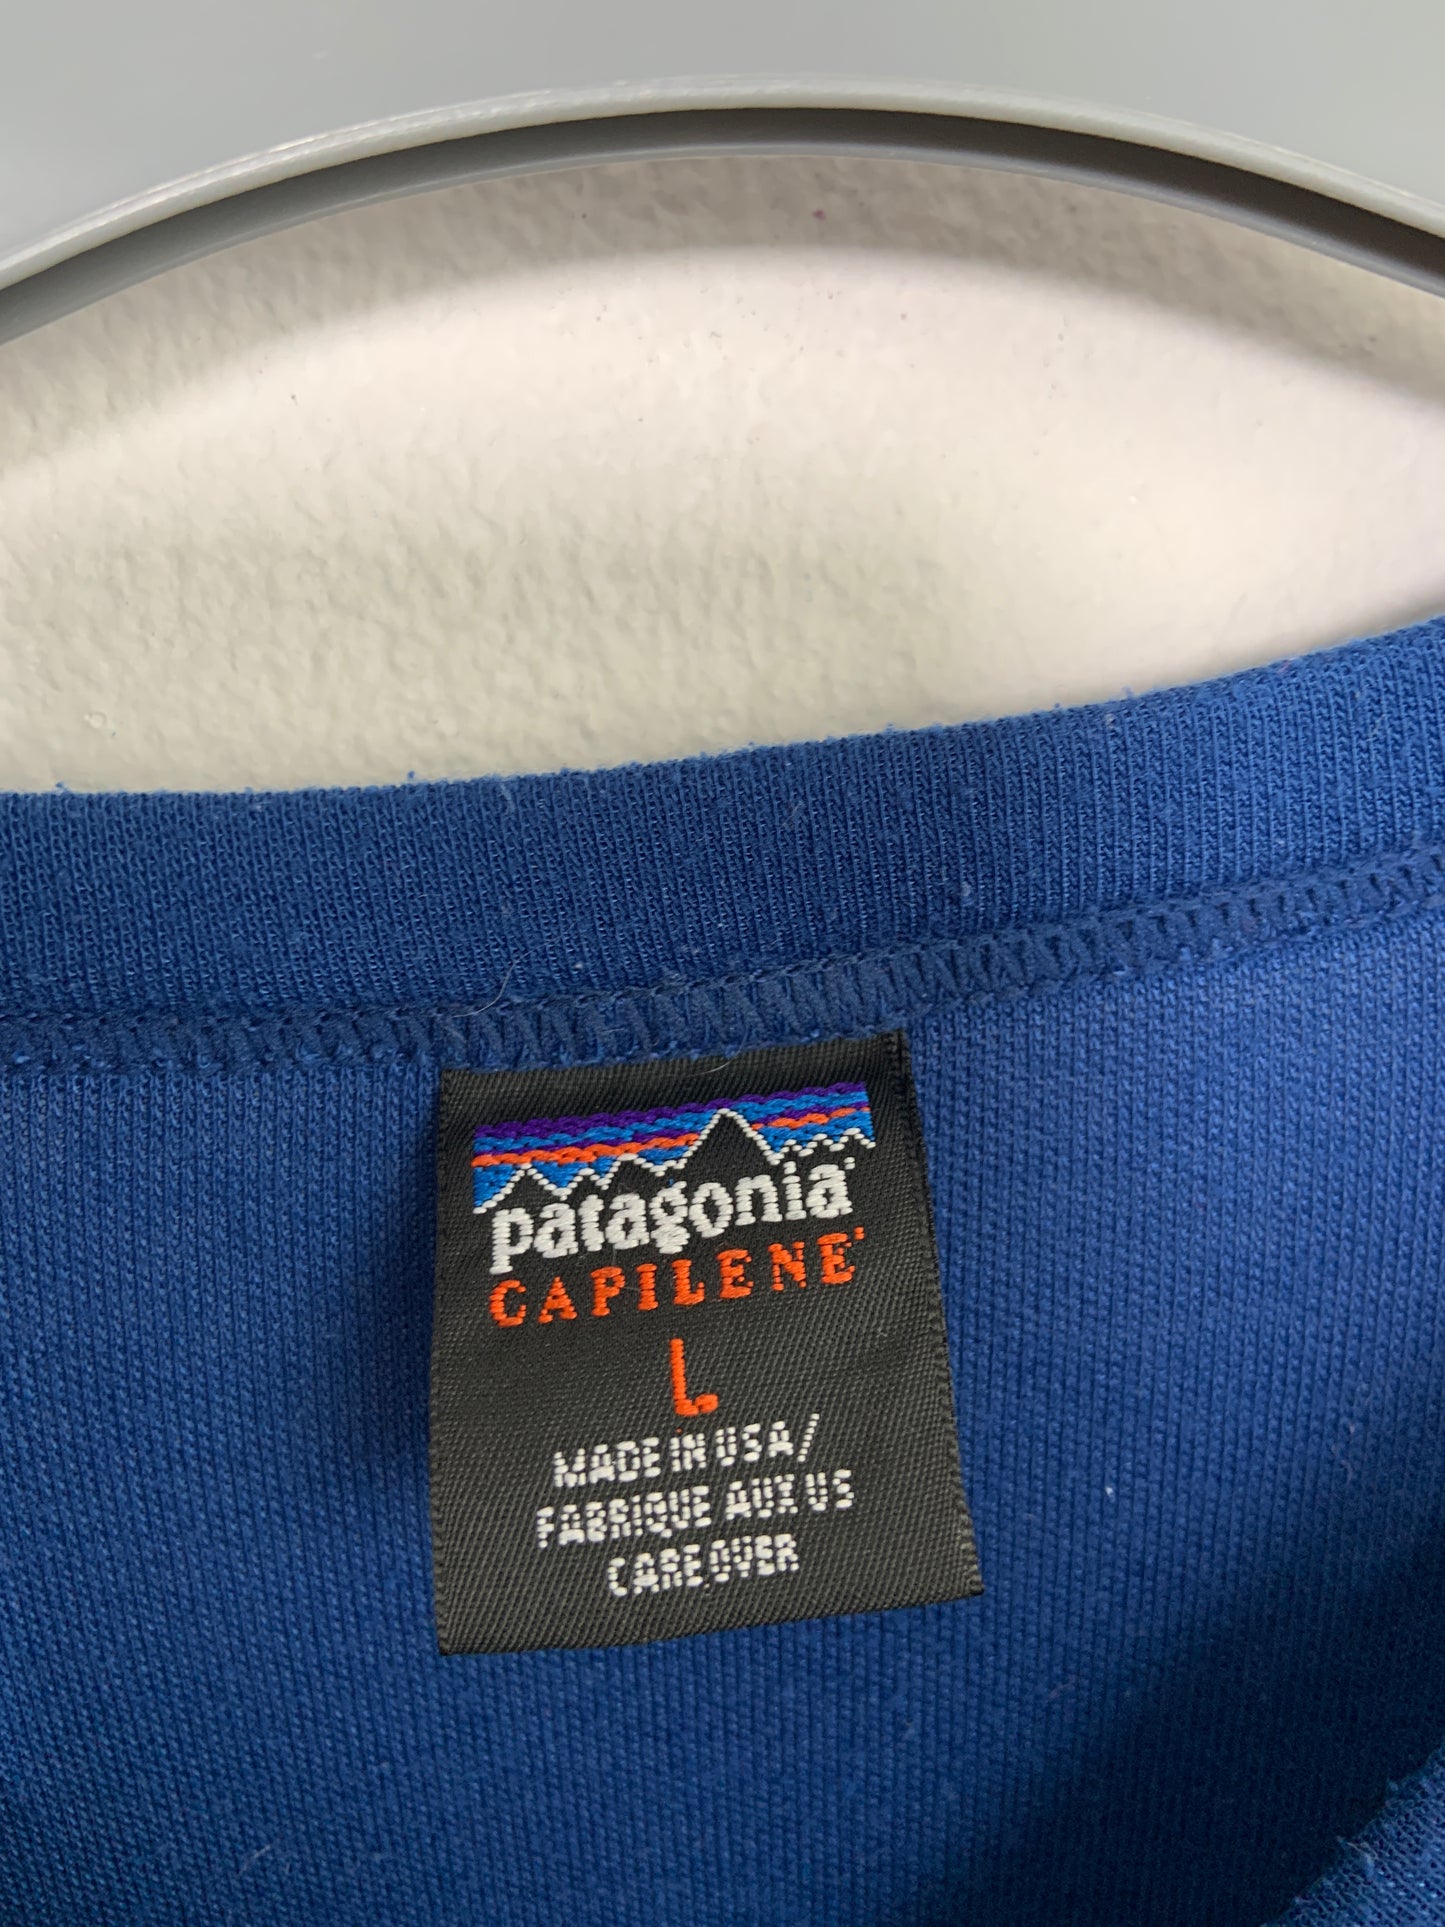 patagonia
CAPILENE
L
MADE IN USA/
FABRIQUE AUX US
CARE OVER